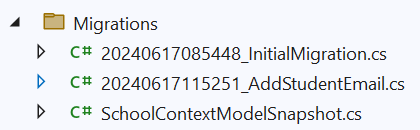 Migrations
C# 20240617085448_InitialMigration.cs
C# 20240617115251_AddStudentEmail.cs
C# SchoolContextModelSnapshot.cs